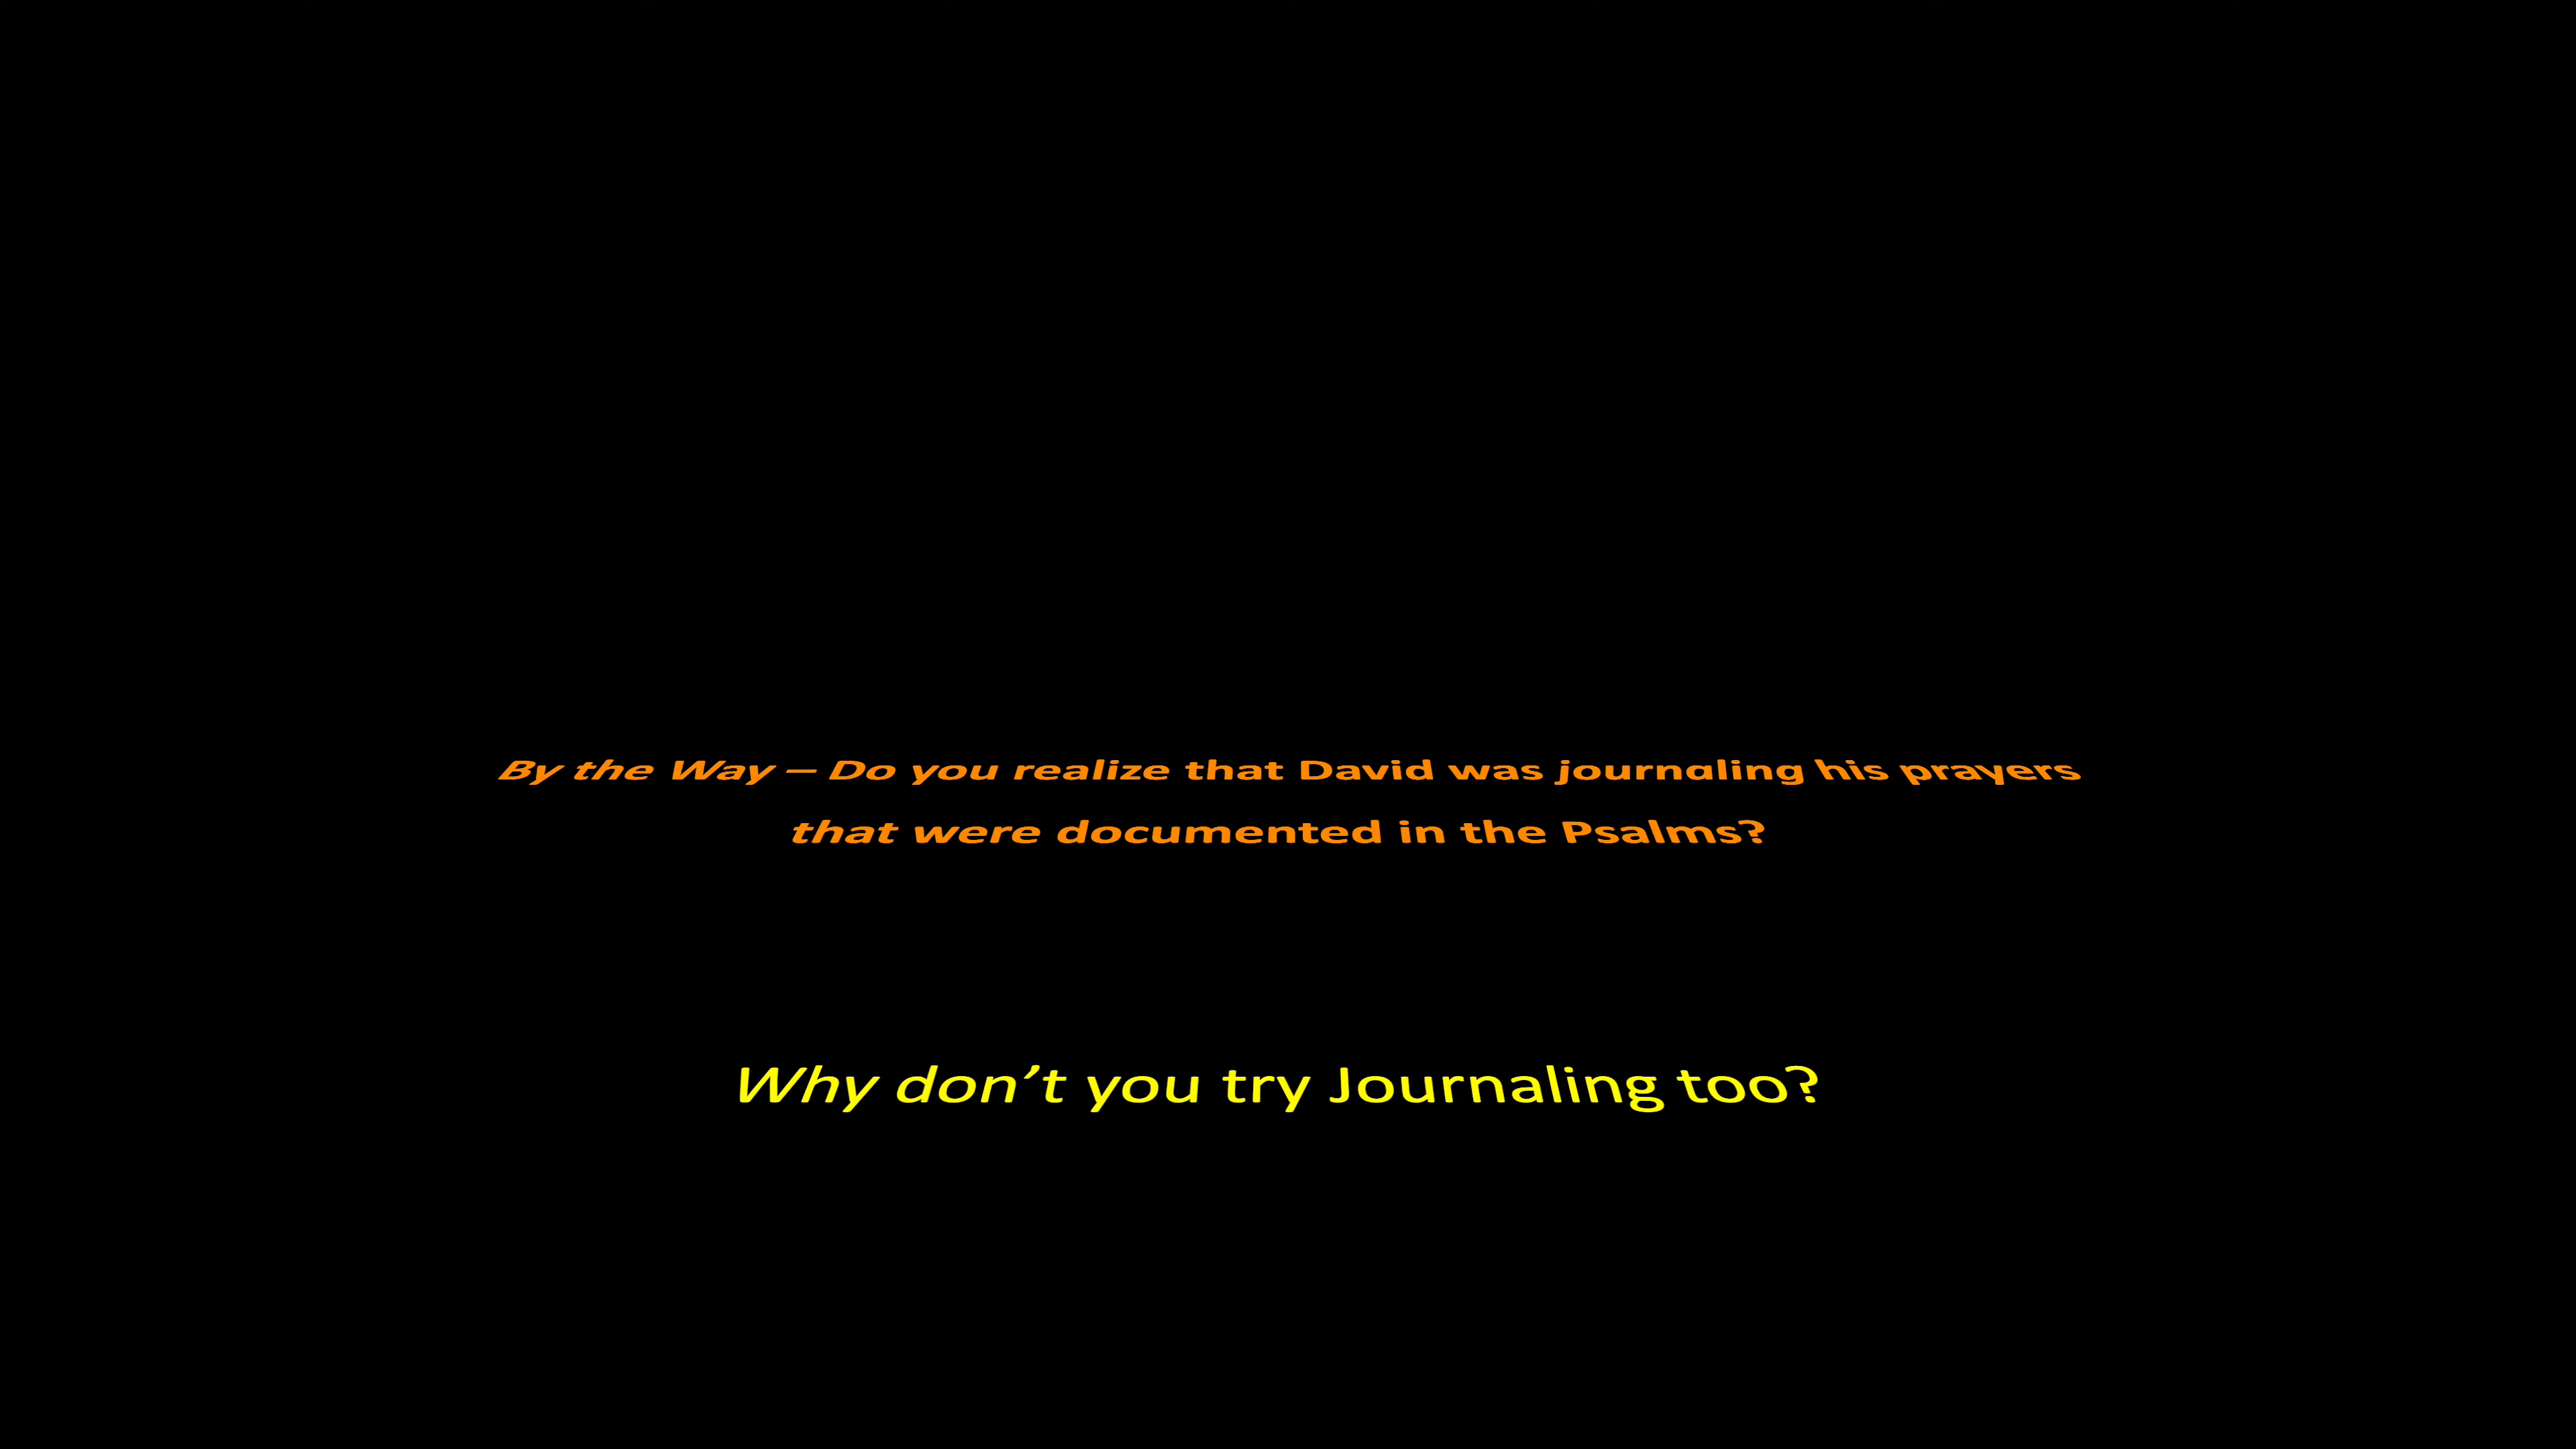 By the Way – Do you realize that David was journaling his prayers
that were documented in the Psalms?
Why don’t you try Journaling too?